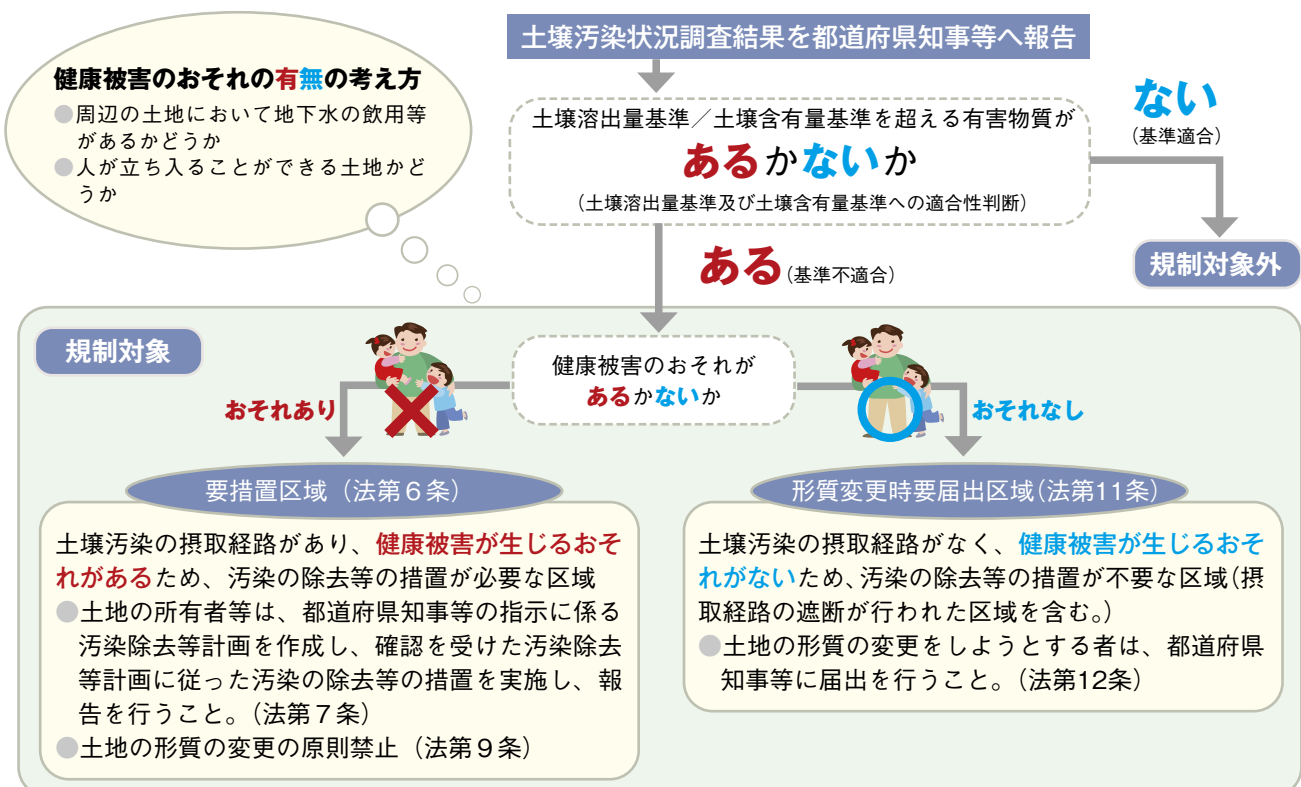 土壌汚染状況調査結果を都道府県知事等へ報告
健康被害のおそれの有無の考え方
●周辺の土地において地下水の飲用等
があるかどうか
●人が立ち入ることができる土地かど
うか
土壌溶出量基準／土壌含有量基準を超える有害物質が
あるかないか
（土壌溶出量基準及び土壌含有量基準への適合性判断）
ない
（基準適合）
規制対象外
ある（基準不適合）
規制対象
健康被害のおそれが
あるかないか
おそれあり
おそれなし
要措置区域（法第６条）
土壌汚染の摂取経路があり、健康被害が生じるおそ
れがあるため、汚染の除去等の措置が必要な区域
●土地の所有者等は、都道府県知事等の指示に係る
汚染除去等計画を作成し、確認を受けた汚染除去
等計画に従った汚染の除去等の措置を実施し、報
告を行うこと。（法第７条）
●土地の形質の変更の原則禁止（法第９条）
形質変更時要届出区域（法第11条）
土壌汚染の摂取経路がなく、健康被害が生じるおそ
れがないため、汚染の除去等の措置が不要な区域（摂
取経路の遮断が行われた区域を含む。）
●土地の形質の変更をしようとする者は、都道府県
知事等に届出を行うこと。（法第12条）